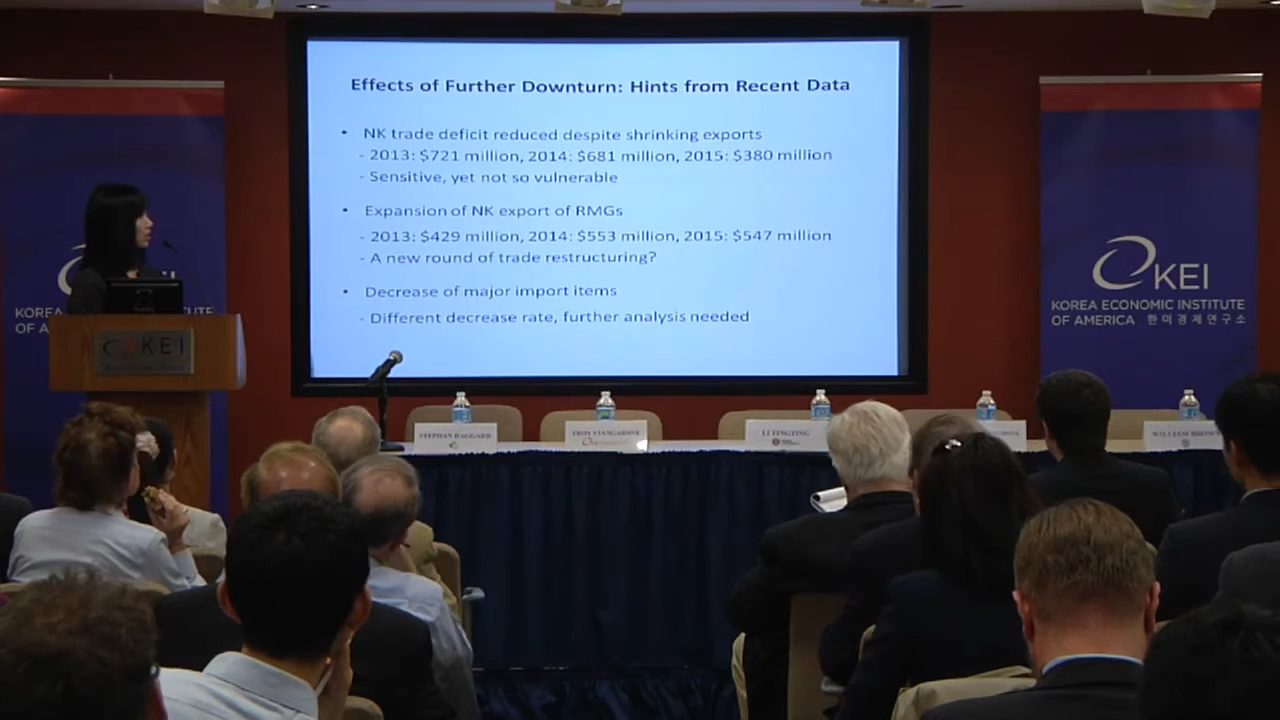 Effects of Further Downturn: Hints from Recent Data
• NK trade deficit reduced despite shrinking exports
- 2013: $721 million, 2014: $681 million, 2015: $380 million
- Sensitive, yet not so vulnerable
• Expansion of NK export of RMGs
- 2013: $429 million, 2014: $553 million, 2015: $547 million
- A new round of trade restructuring?
• Decrease of major import items
- Different decrease rate, further analysis needed
KOREA
OF A
KEI
KEI
KOREA ECONOMIC INSTITUTE
OF AMERICA 한미경제연구소
STEPHAN HAGGARD
TROY STANGARONE
LI TINGTING
WILLIAM BROWN